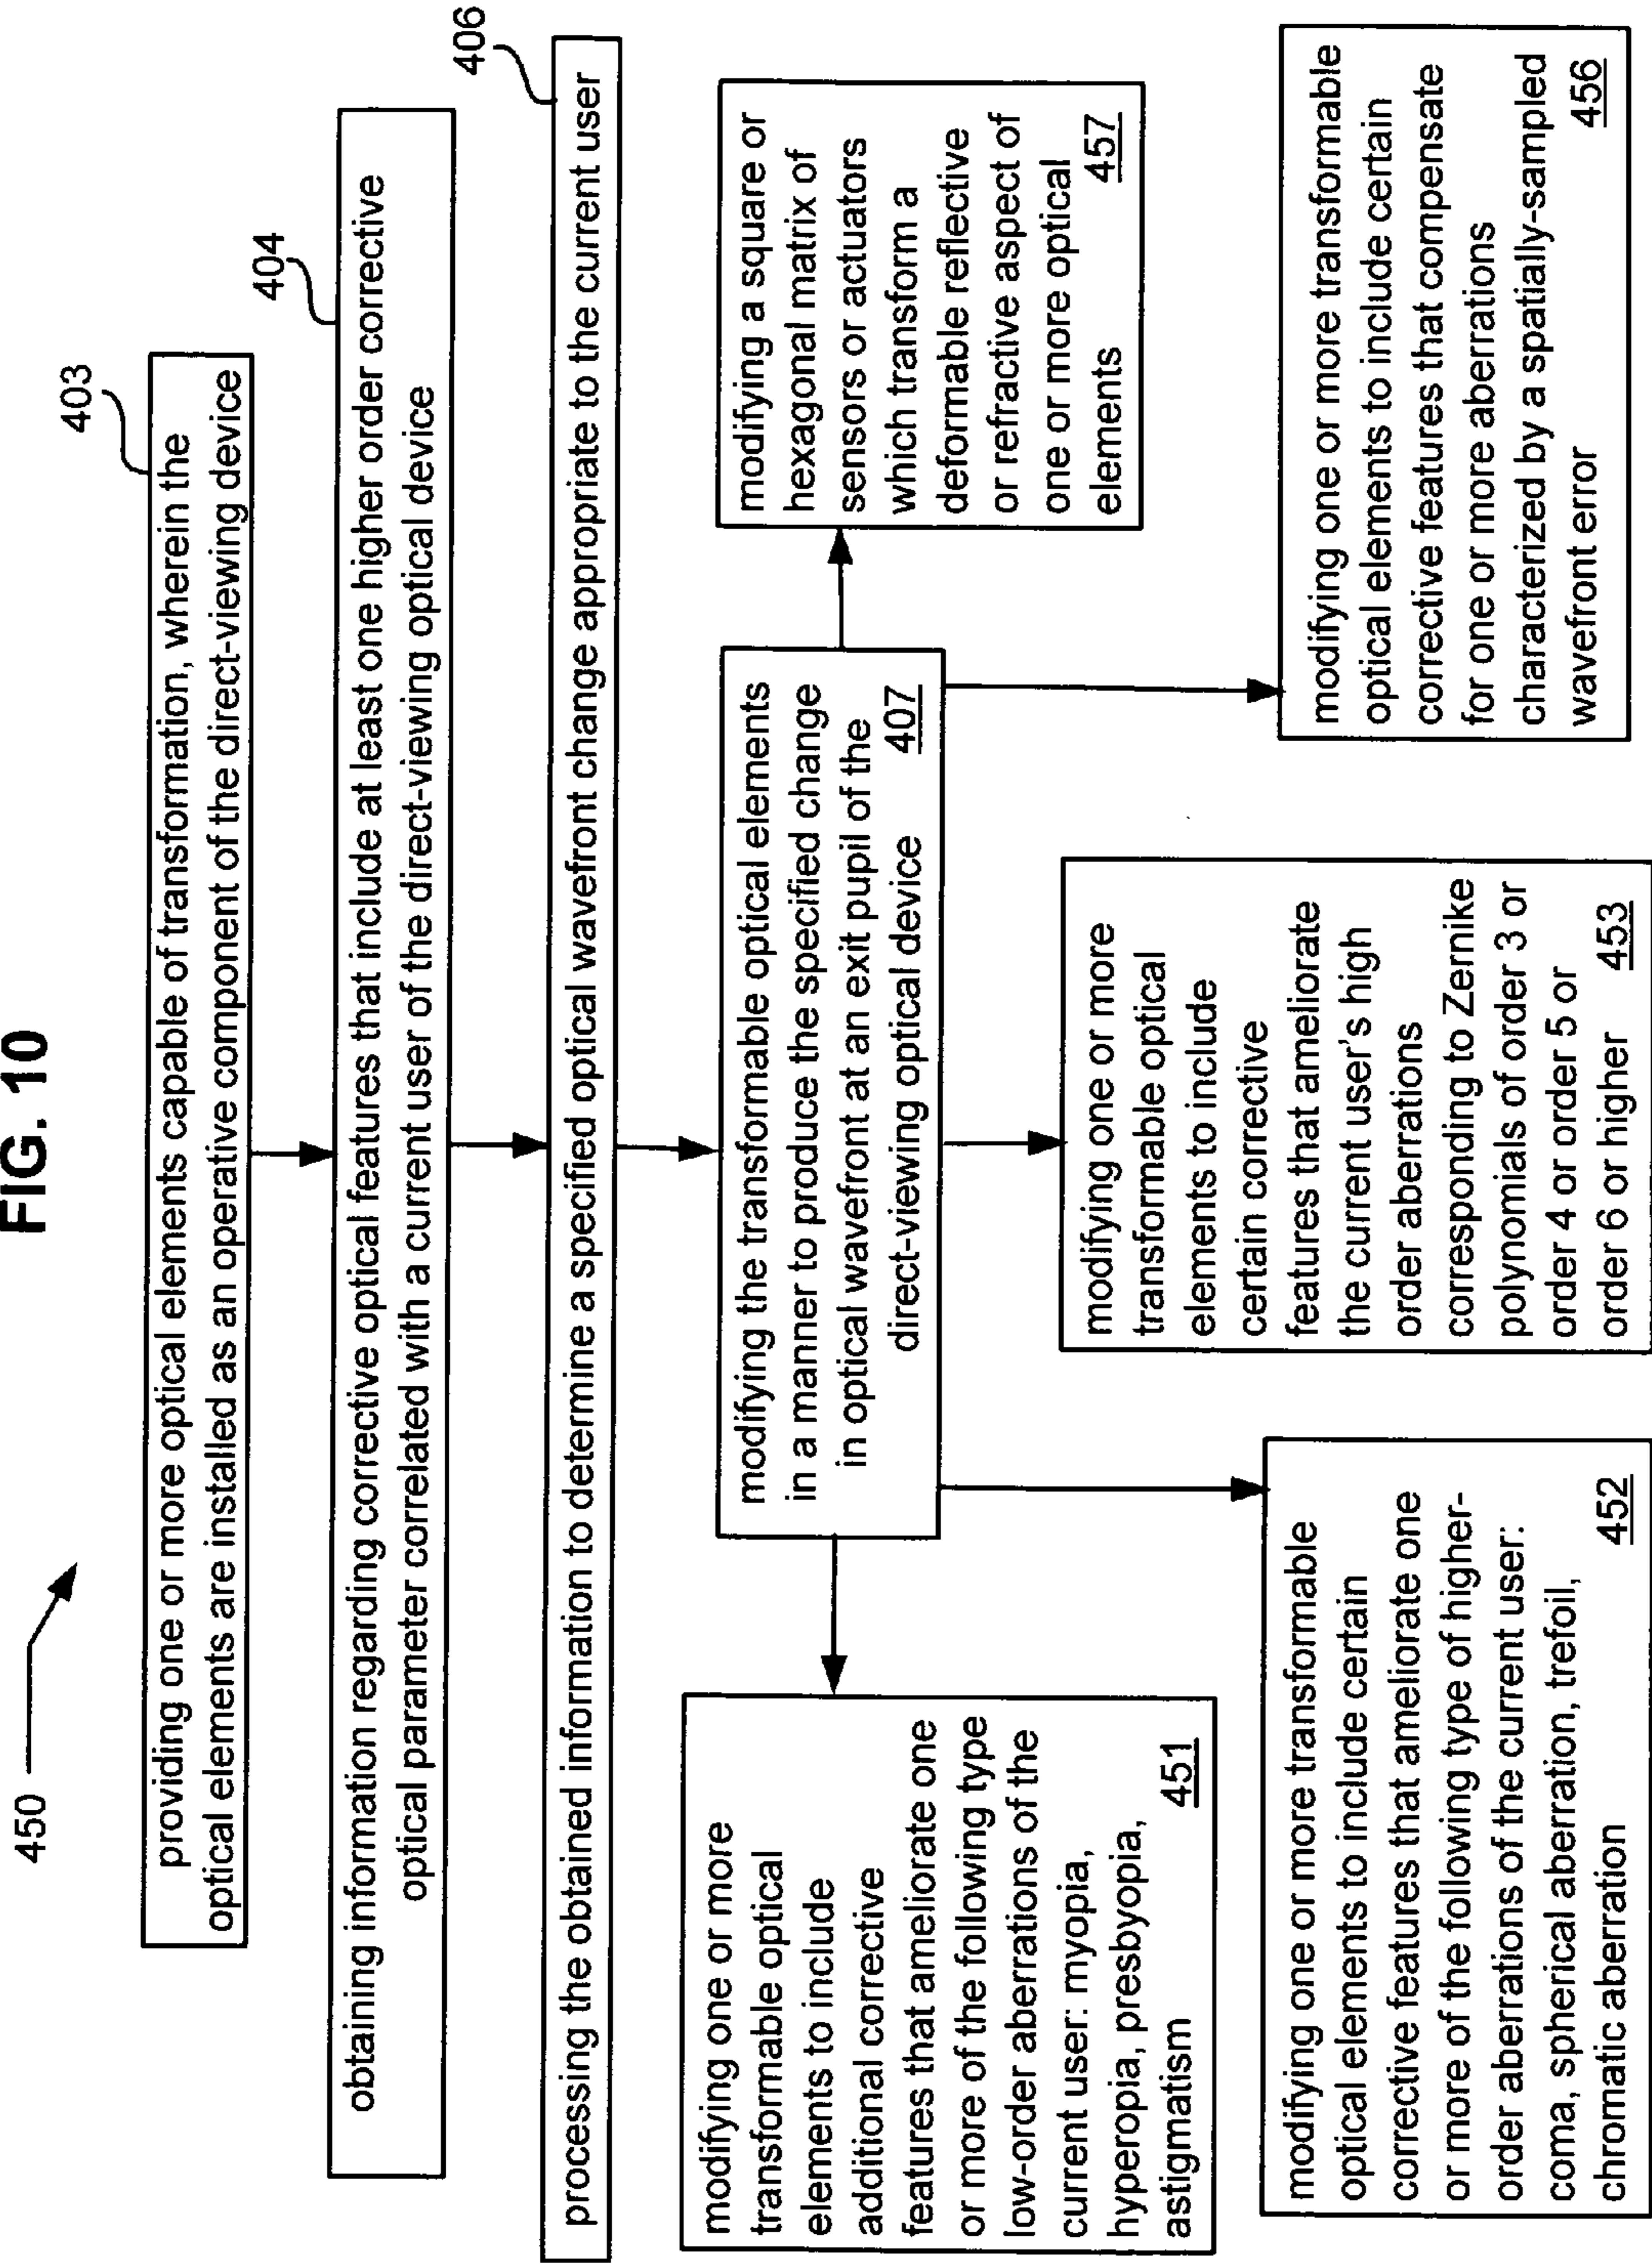 FIG. 10
450
403
providing one or more optical elements capable of transformation, wherein the
optical elements are installed as an operative component of the direct-viewing device
404
obtaining information regarding corrective optical features that include at least one higher order corrective
optical parameter correlated with a current user of the direct-viewing optical device
406
processing the obtained information to determine a specified optical wavefront change appropriate to the current user
modifying the transformable optical elements
in a manner to produce the specified change
in optical wavefront at an exit pupil of the
direct-viewing optical device 407
modifying one or more
transformable optical
elements to include
additional corrective
features that ameliorate one
or more of the following type
low-order aberrations of the
current user: myopia,
hyperopia, presbyopia,
astigmatism 451
modifying a square or
hexagonal matrix of
sensors or actuators
which transform a
deformable reflective
or refractive aspect of
one or more optical
elements 457
modifying one or more transformable
optical elements to include certain
corrective features that ameliorate one
or more of the following type of higher-
order aberrations of the current user:
coma, spherical aberration, trefoil,
chromatic aberration 452
modifying one or more
transformable optical
elements to include
certain corrective
features that ameliorate
the current user's high
order aberrations
corresponding to Zernike
polynomials of order 3 or
order 4 or order 5 or
order 6 or higher 453
modifying one or more transformable
optical elements to include certain
corrective features that compensate
for one or more aberrations
characterized by a spatially-sampled
wavefront error 456